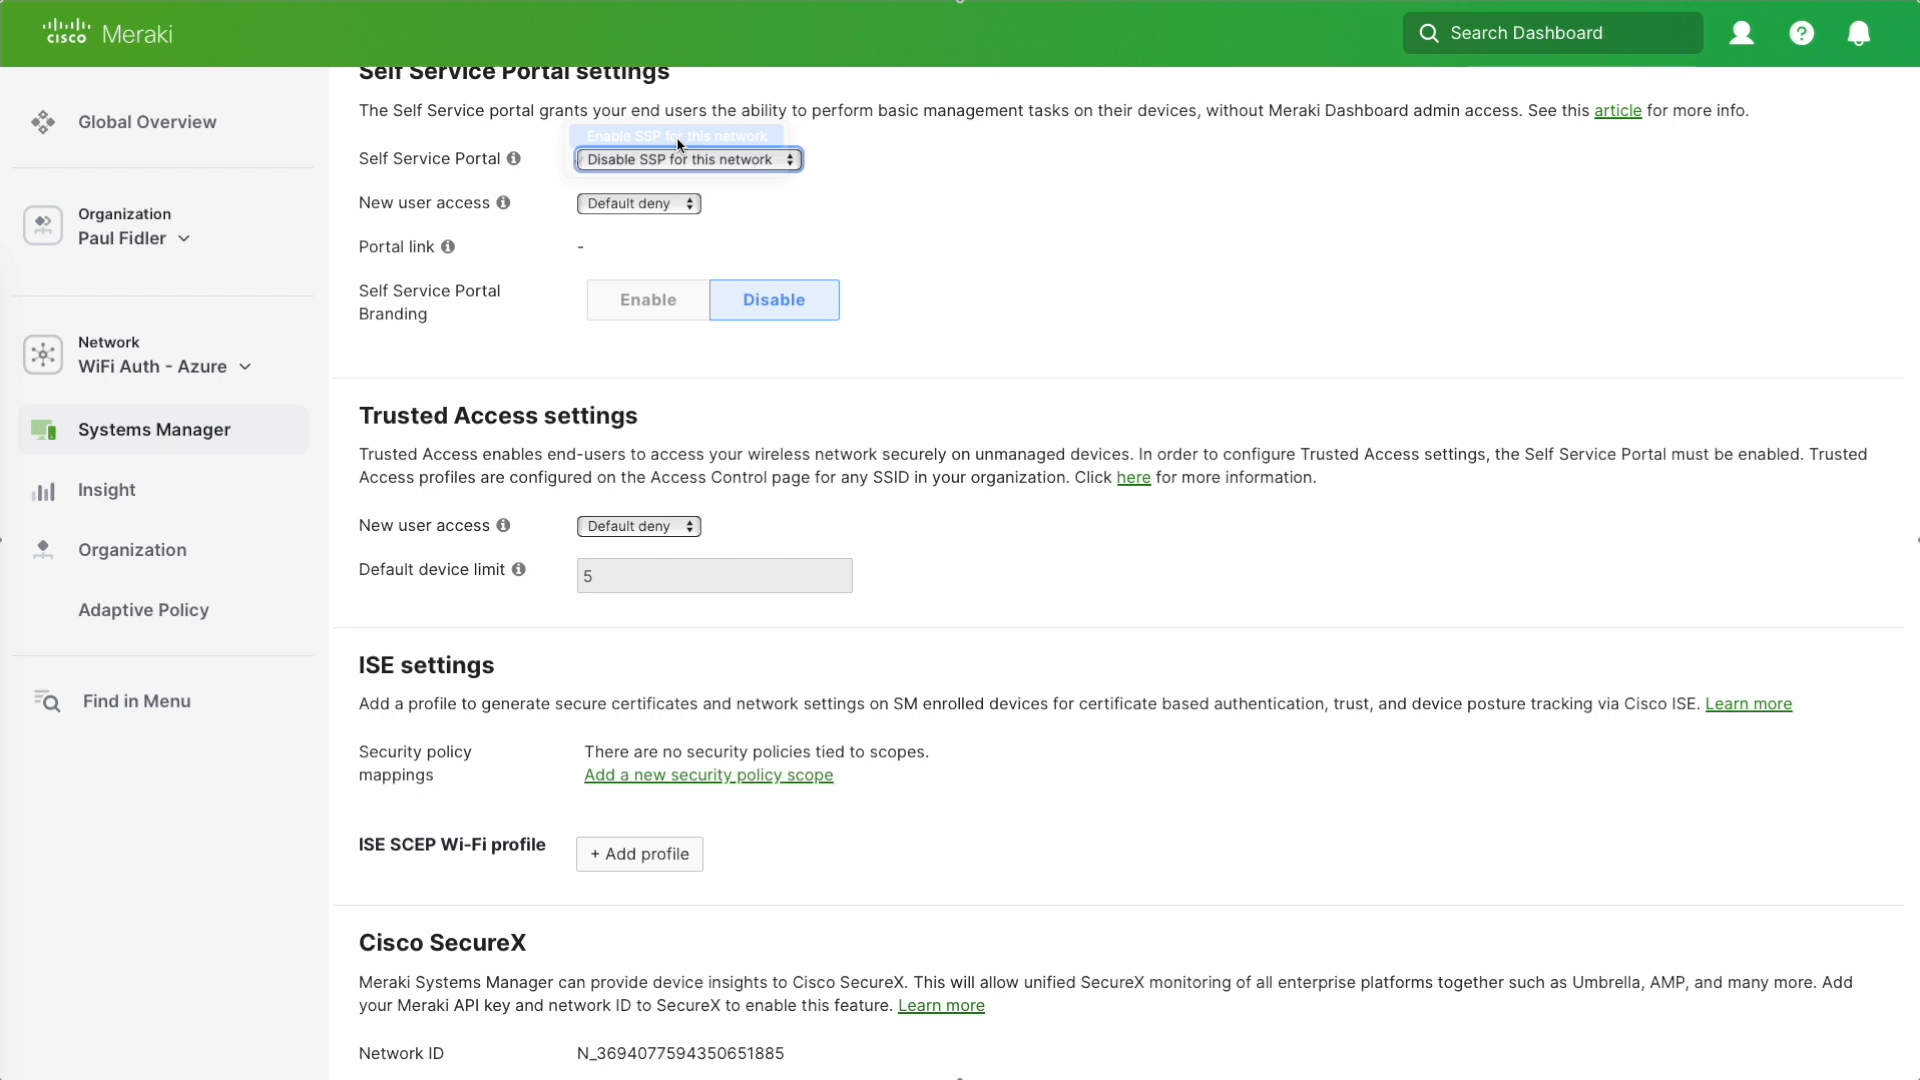 CISCO Meraki
Search Dashboard
Global Overview
Organization
Paul Fidler
Network
WiFi Auth - Azure
Systems Manager
Insight
Organization
Adaptive Policy
Find in Menu
Self Service Portal settings
The Self Service portal grants your end users the ability to perform basic management tasks on their devices, without Meraki Dashboard admin access. See this article for more info.
Enable SSP for this network
Self Service Portal Disable SSP for this network
New user access Default deny
Portal link -
Self Service Portal
Branding
Enable Disable
Trusted Access settings
Trusted Access enables end-users to access your wireless network securely on unmanaged devices. In order to configure Trusted Access settings, the Self Service Portal must be enabled. Trusted
Access profiles are configured on the Access Control page for any SSID in your organization. Click here for more information.
New user access Default deny
Default device limit 5
ISE settings
Add a profile to generate secure certificates and network settings on SM enrolled devices for certificate based authentication, trust, and device posture tracking via Cisco ISE. Learn more
Security policy
mappings
There are no security policies tied to scopes.
Add a new security policy scope
ISE SCEP Wi-Fi profile + Add profile
Cisco SecureX
Meraki Systems Manager can provide device insights to Cisco SecureX. This will allow unified SecureX monitoring of all enterprise platforms together such as Umbrella, AMP, and many more. Add
your Meraki API key and network ID to SecureX to enable this feature. Learn more
Network ID N_3694077594350651885